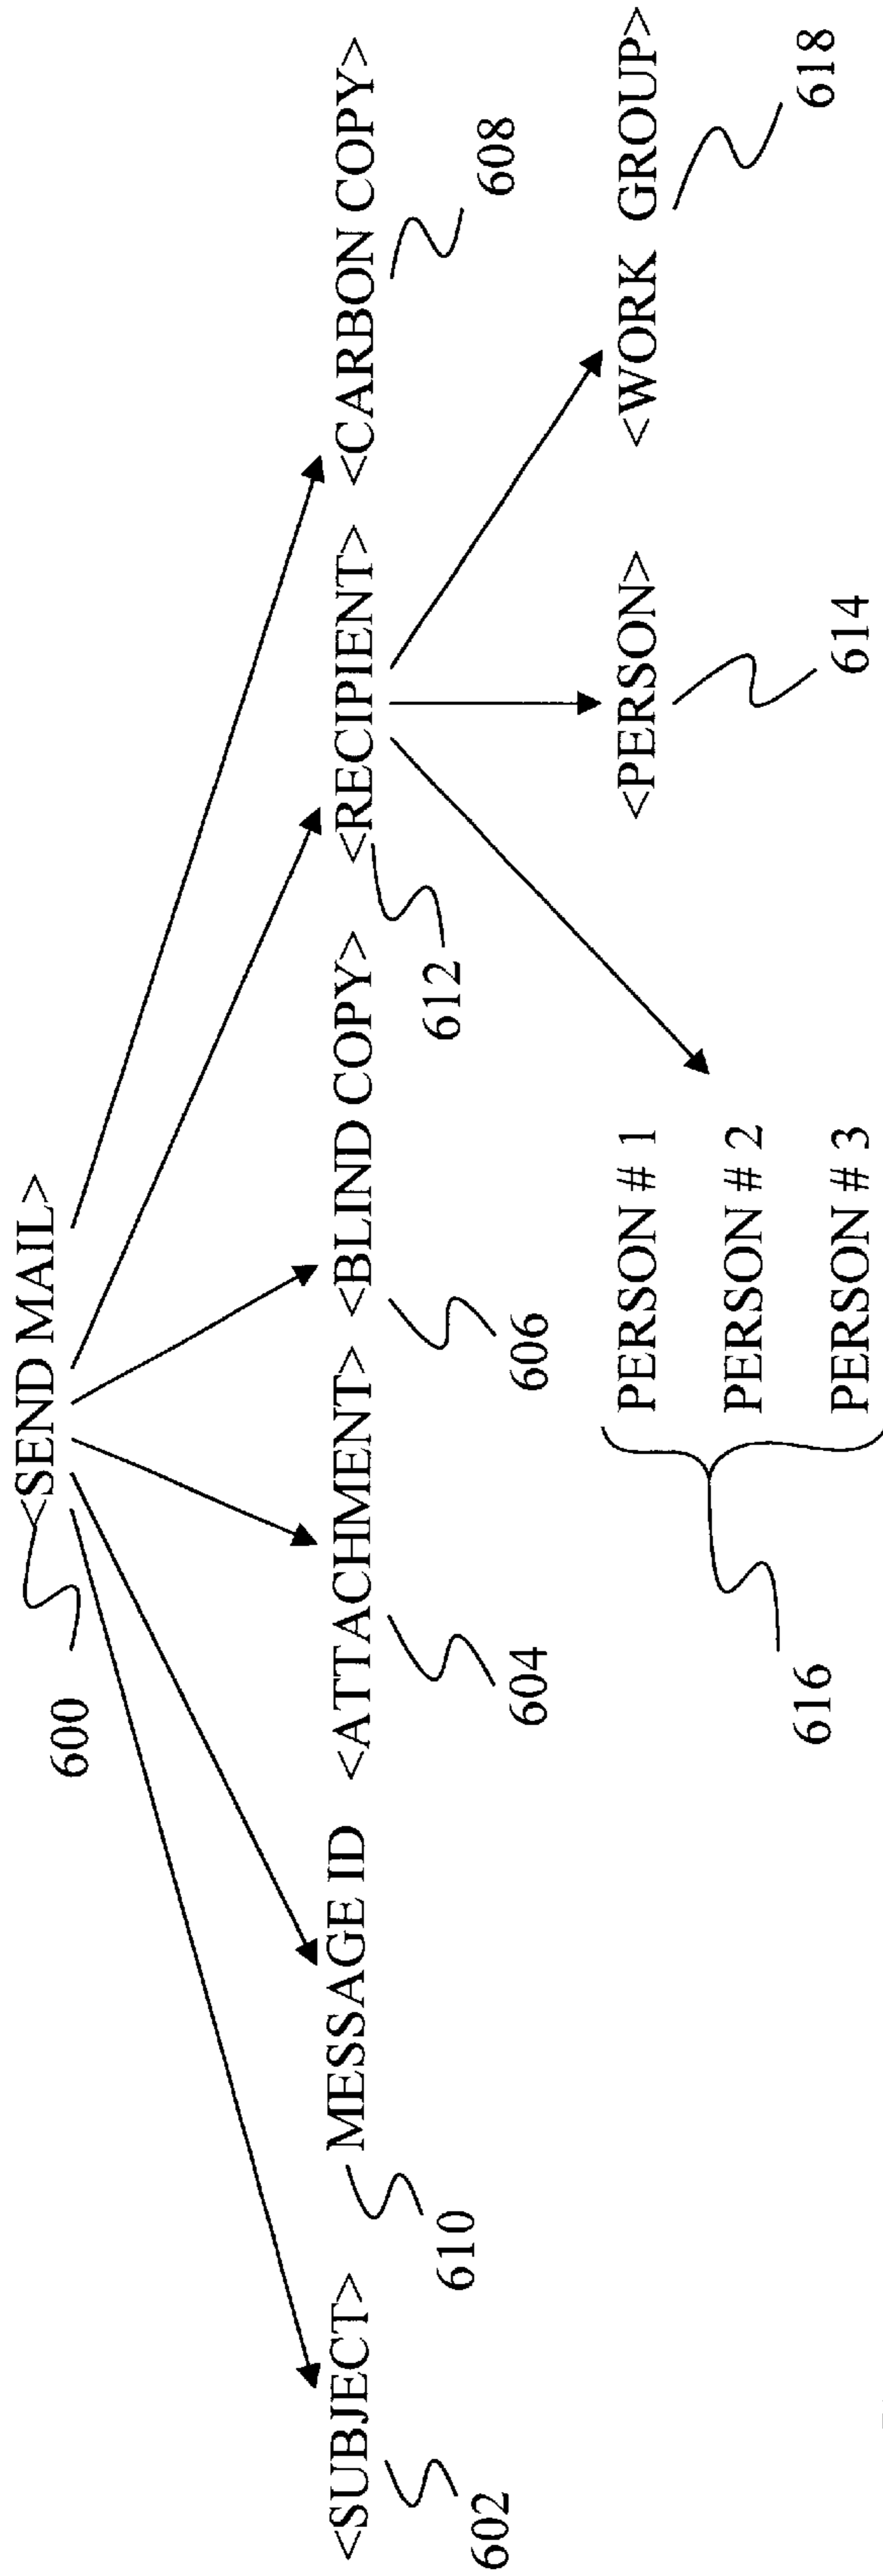 <SEND MAIL>
600
<SUBJECT> MESSAGE ID <ATTACHMENT> <BLIND COPY> <RECIPIENT> <CARBON COPY>
602 610 604 606 612 608
PERSON # 1 <PERSON> <WORK GROUP>
PERSON # 2
PERSON # 3
616 614 618